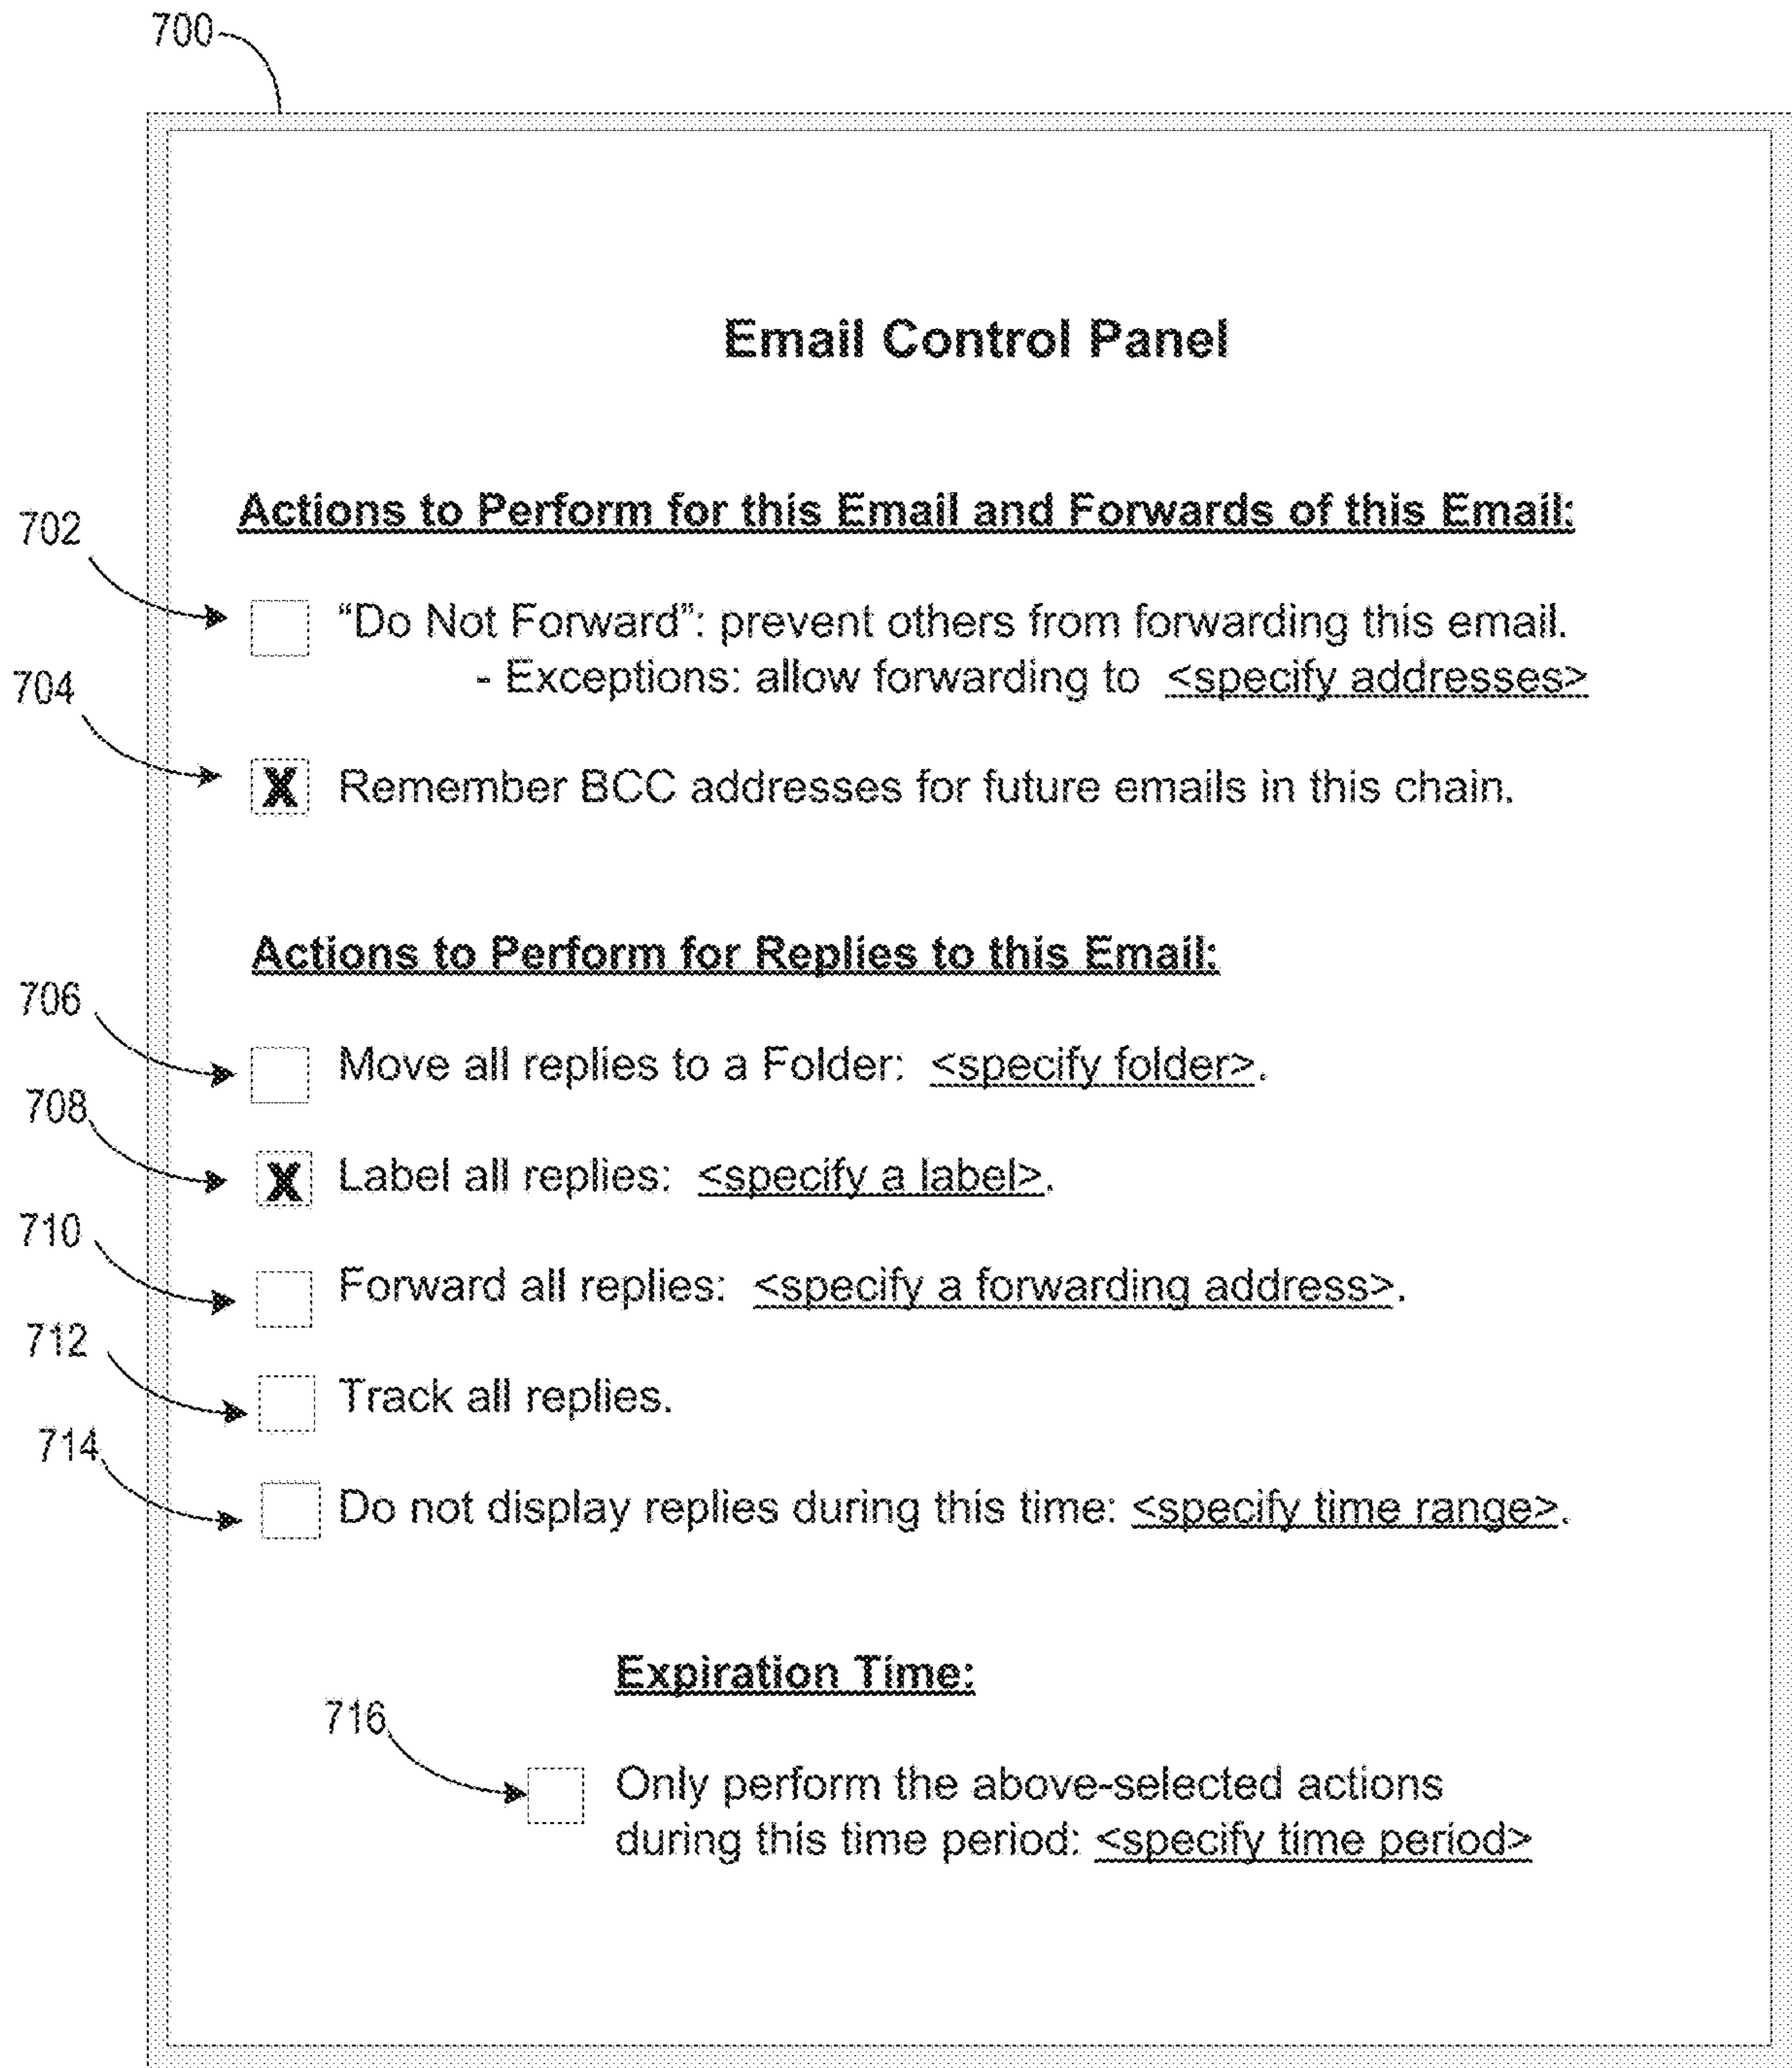 700
Email Control Panel
Actions to Perform for this Email and Forwards of this Email:
702
“Do Not Forward”: prevent others from forwarding this email.
- Exceptions: allow forwarding to <specify addresses>
704
X Remember BCC addresses for future emails in this chain.
Actions to Perform for Replies to this Email:
706
Move all replies to a Folder: <specify folder>.
708
X Label all replies: <specify a label>.
710
Forward all replies: <specify a forwarding address>.
712
Track all replies.
714
Do not display replies during this time: <specify time range>.
Expiration Time:
716
Only perform the above-selected actions
during this time period: <specify time period>